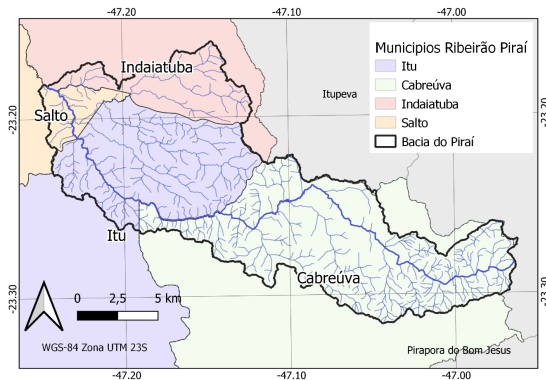 -47.20
-47.10
-47.00
Municipios Ribeirão Piraí
Itu
Cabreúva
Indaiatuba
Salto
Bacia do Piraí
Indaiatuba
Itupeva
Salto
-23.20
-23.20
Itu
Cabreúva
-23.30
-23.30
0 2,5 5 km
WGS-84 Zona UTM 23S
Pirapora do Bom Jesus
-47.20
-47.10
-47.00